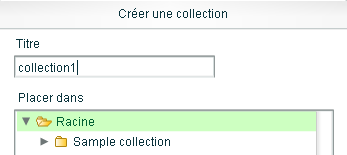 Créer une collection
Titre
collection1
Placer dans
Racine
Sample collection